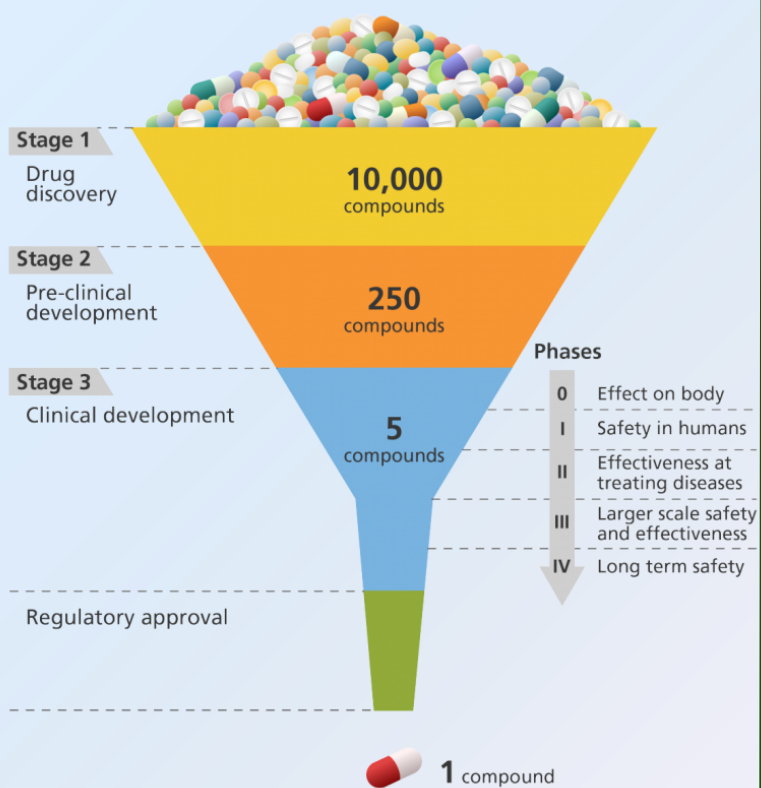 Stage 1
Drug
discovery
10,000
compounds
Stage 2
Pre-clinical
development
250
compounds
Stage 3
Clinical development
5
compounds
Phases
0 Effect on body
I Safety in humans
II Effectiveness at
treating diseases
III Larger scale safety
and effectiveness
IV Long term safety
Regulatory approval
1 compound